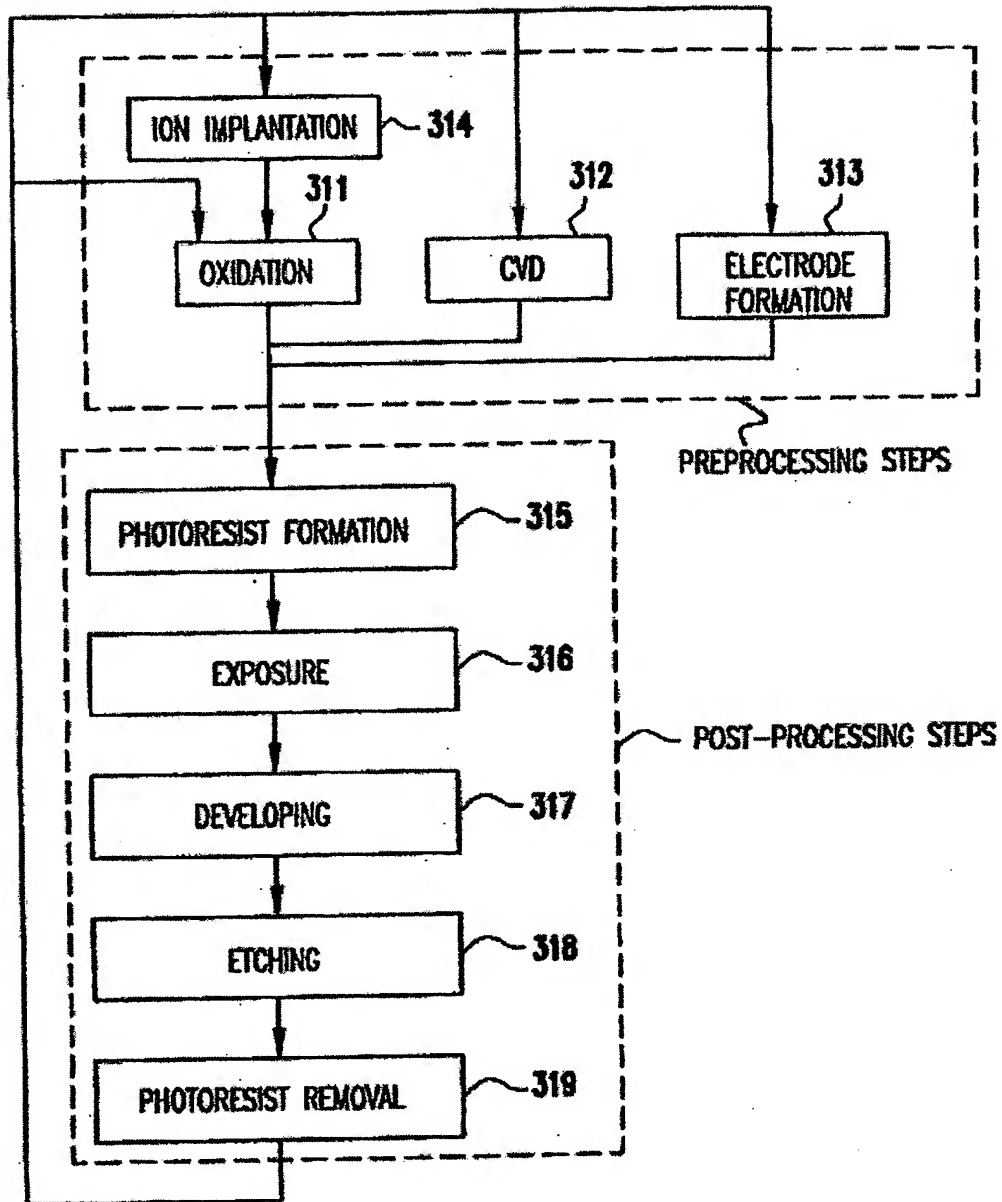 ION IMPLANTATION
314
311
312
313
OXIDATION
CVD
ELECTRODE
FORMATION
PREPROCESSING STEPS
PHOTORESIST FORMATION
315
EXPOSURE
316
POST-PROCESSING STEPS
DEVELOPING
317
ETCHING
318
PHOTORESIST REMOVAL
319